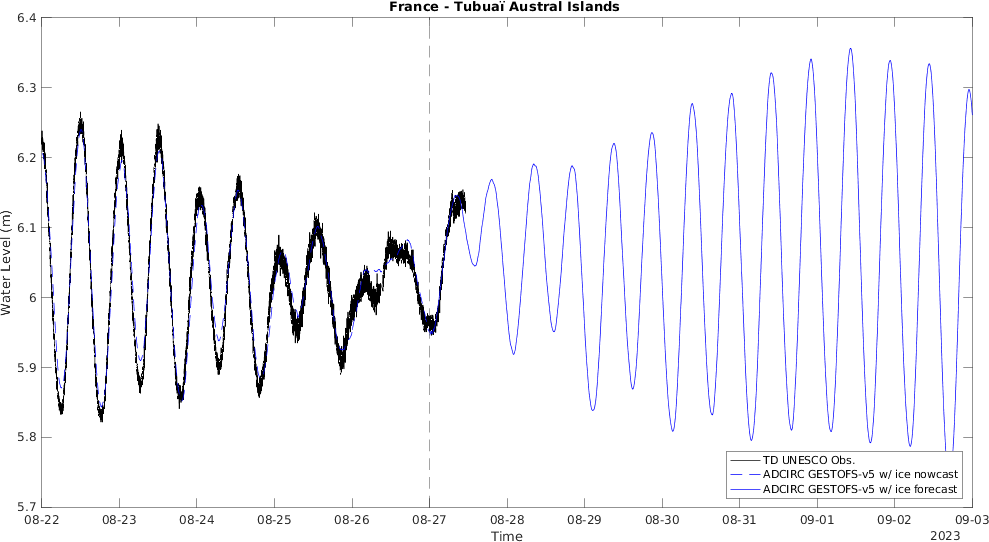 France - Tubuaï Austral Islands
6.4
6.3
6.2
6.1
6
5.9
5.8
5.7
Water Level (m)
TD UNESCO Obs.
ADCIRC GESTOFS-v5 w/ ice nowcast
ADCIRC GESTOFS-v5 w/ ice forecast
08-22 08-23 08-24 08-25 08-26 08-27 08-28 08-29 08-30 08-31 09-01 09-02 09-03
Time
2023